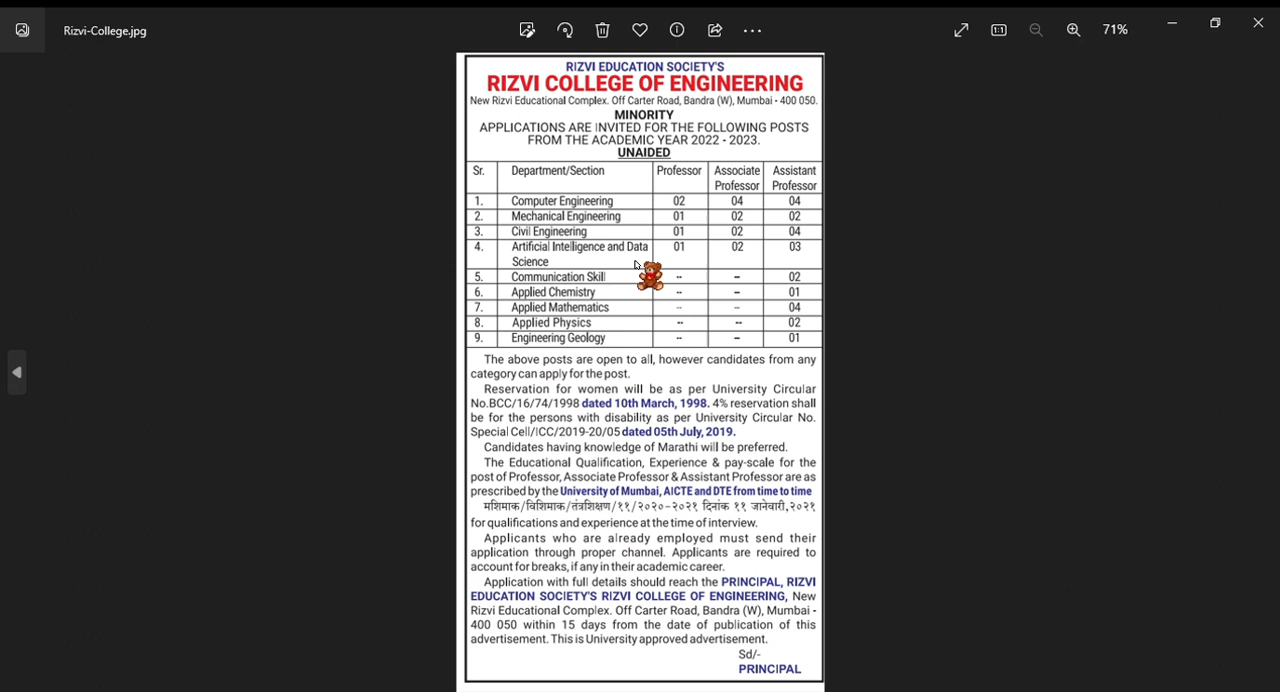 Rizvi-College.jpg
71%
RIZVI EDUCATION SOCIETY'S
RIZVI COLLEGE OF ENGINEERING
New Rizvi Educational Complex. Off Carter Road, Bandra (W), Mumbai - 400 050.
MINORITY
APPLICATIONS ARE INVITED FOR THE FOLLOWING POSTS
FROM THE ACADEMIC YEAR 2022 - 2023.
UNAIDED
Sr. Department/Section Professor Associate Professor Assistant Professor
1. Computer Engineering 02 04 04
2. Mechanical Engineering 01 02 02
3. Civil Engineering 01 02 04
4. Artificial Intelligence and Data Science 01 02 03
5. Communication Skill -- -- 02
6. Applied Chemistry -- -- 01
7. Applied Mathematics -- -- 04
8. Applied Physics -- -- 02
9. Engineering Geology -- -- 01
The above posts are open to all, however candidates from any
category can apply for the post.
Reservation for women will be as per University Circular
No.BCC/16/74/1998 dated 10th March, 1998. 4% reservation shall
be for the persons with disability as per University Circular No.
Special Cell/ICC/2019-20/05 dated 05th July, 2019.
Candidates having knowledge of Marathi will be preferred.
The Educational Qualification, Experience & pay-scale for the
post of Professor, Associate Professor & Assistant Professor are as
prescribed by the University of Mumbai, AICTE and DTE from time to time
मशिमाक/विशिमाक/तंत्रशिक्षण/११/२०२०-२०२१ दिनांक ११ जानेवारी,२०२१
for qualifications and experience at the time of interview.
Applicants who are already employed must send their
application through proper channel. Applicants are required to
account for breaks, if any in their academic career.
Application with full details should reach the PRINCIPAL, RIZVI
EDUCATION SOCIETY'S RIZVI COLLEGE OF ENGINEERING, New
Rizvi Educational Complex. Off Carter Road, Bandra (W), Mumbai -
400 050 within 15 days from the date of publication of this
advertisement. This is University approved advertisement.
Sd/-
PRINCIPAL